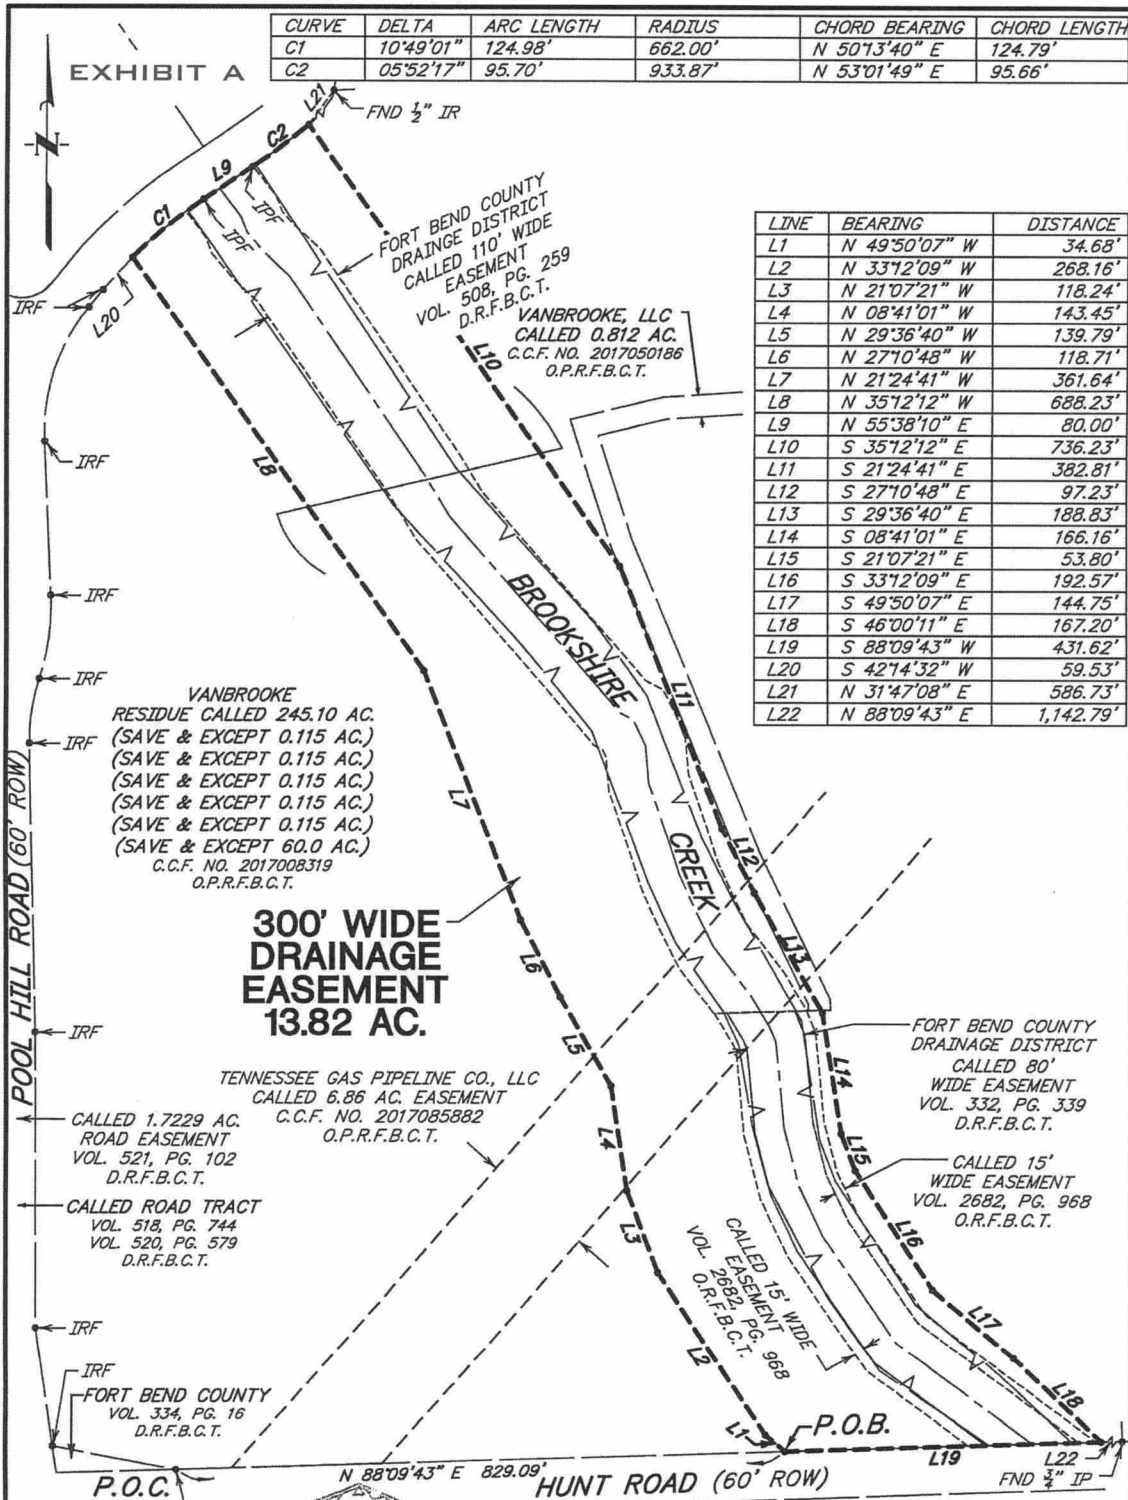 CURVE DELTA ARC LENGTH RADIUS CHORD BEARING CHORD LENGTH
C1 10°49'01" 124.98' 662.00' N 50°13'40" E 124.79'
C2 05°52'17" 95.70' 933.87' N 53°01'49" E 95.66'
EXHIBIT A
N
L21
FND 1/2" IR
C2
L9
C1
IPF
IPF
IRF
L20
FORT BEND COUNTY
DRAINGE DISTRICT
CALLED 110' WIDE
EASEMENT
VOL. 508, PG. 259
D.R.F.B.C.T.
VANBROOKE, LLC
CALLED 0.812 AC.
C.C.F. NO. 2017050186
O.P.R.F.B.C.T.
L10
LINE BEARING DISTANCE
L1 N 49°50'07" W 34.68'
L2 N 33°12'09" W 268.16'
L3 N 21°07'21" W 118.24'
L4 N 08°41'01" W 143.45'
L5 N 29°36'40" W 139.79'
L6 N 27°10'48" W 118.71'
L7 N 21°24'41" W 361.64'
L8 N 35°12'12" W 688.23'
L9 N 55°38'10" E 80.00'
L10 S 35°12'12" E 736.23'
L11 S 21°24'41" E 382.81'
L12 S 27°10'48" E 97.23'
L13 S 29°36'40" E 188.83'
L14 S 08°41'01" E 166.16'
L15 S 21°07'21" E 53.80'
L16 S 33°12'09" E 192.57'
L17 S 49°50'07" E 144.75'
L18 S 46°00'11" E 167.20'
L19 S 88°09'43" W 431.62'
L20 S 42°14'32" W 59.53'
L21 N 31°47'08" E 586.73'
L22 N 88°09'43" E 1,142.79'
IRF
L8
IRF
BROOKSHIRE
CREEK
IRF
L11
VANBROOKE
RESIDUE CALLED 245.10 AC.
(SAVE & EXCEPT 0.115 AC.)
(SAVE & EXCEPT 0.115 AC.)
(SAVE & EXCEPT 0.115 AC.)
(SAVE & EXCEPT 0.115 AC.)
(SAVE & EXCEPT 0.115 AC.)
(SAVE & EXCEPT 60.0 AC.)
C.C.F. NO. 2017008319
O.P.R.F.B.C.T.
IRF
L7
L12
POOL HILL ROAD (60' ROW)
300' WIDE
DRAINAGE
EASEMENT
13.82 AC.
L6
L13
IRF
L5
FORT BEND COUNTY
DRAINAGE DISTRICT
CALLED 80'
WIDE EASEMENT
VOL. 332, PG. 339
D.R.F.B.C.T.
L14
TENNESSEE GAS PIPELINE CO., LLC
CALLED 6.86 AC. EASEMENT
C.C.F. NO. 2017085882
O.P.R.F.B.C.T.
CALLED 1.7229 AC.
ROAD EASEMENT
VOL. 521, PG. 102
D.R.F.B.C.T.
L4
L15
CALLED 15'
WIDE EASEMENT
VOL. 2682, PG. 968
O.R.F.B.C.T.
CALLED ROAD TRACT
VOL. 518, PG. 744
VOL. 520, PG. 579
D.R.F.B.C.T.
L3
L16
CALLED 15' WIDE
EASEMENT
VOL. 2682, PG. 968
O.R.F.B.C.T.
IRF
L2
L17
IRF
FORT BEND COUNTY
VOL. 334, PG. 16
D.R.F.B.C.T.
L18
L1
P.O.B.
L19
L22
FND 3/4" IP
P.O.C.
N 88°09'43" E 829.09'
HUNT ROAD (60' ROW)